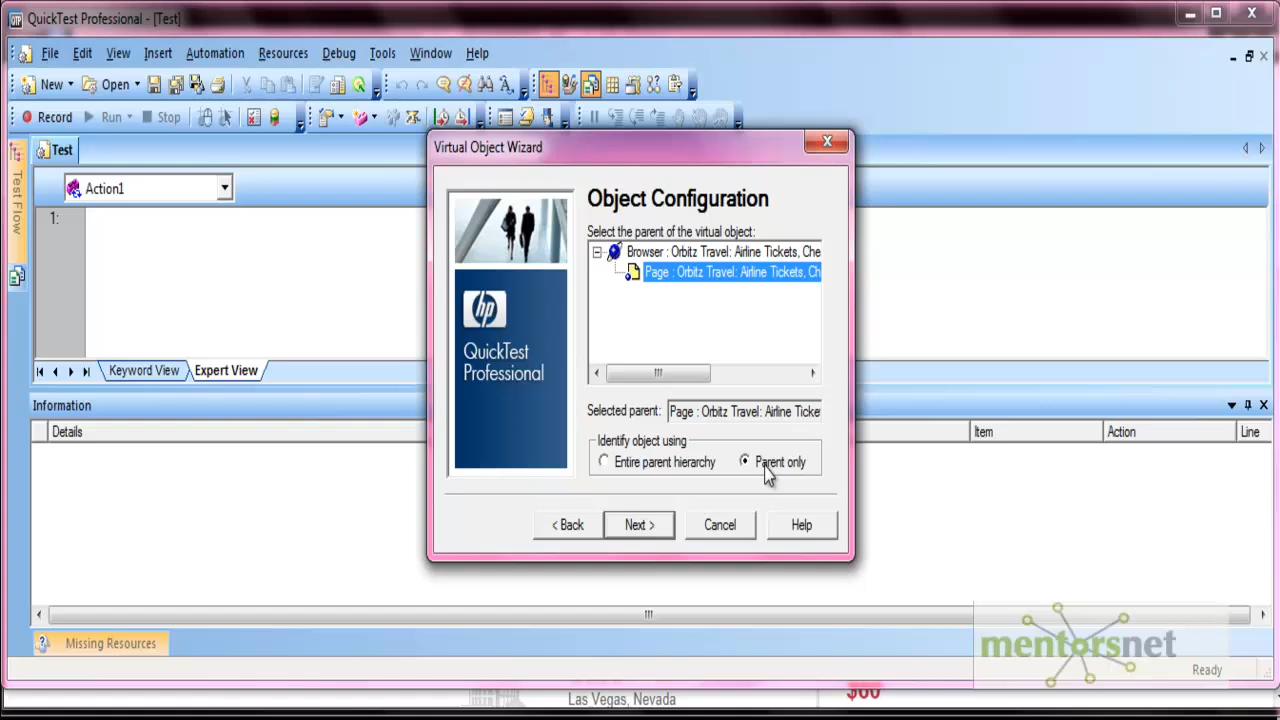 QTP QuickTest Professional - [Test]
File Edit View Insert Automation Resources Debug Tools Window Help
New Open
Record Run Stop
Test
Virtual Object Wizard
Action1
Test Flow
1:
Object Configuration
Select the parent of the virtual object:
Browser : Orbitz Travel: Airline Tickets, Che
Page : Orbitz Travel: Airline Tickets, Ch
hp
QuickTest
Professional
Selected parent: Page : Orbitz Travel: Airline Ticke
Identify object using
Entire parent hierarchy Parent only
< Back Next > Cancel Help
Keyword View Expert View
Information
Details Item Action Line
Missing Resources
mentorsnet
Ready
Las Vegas, Nevada